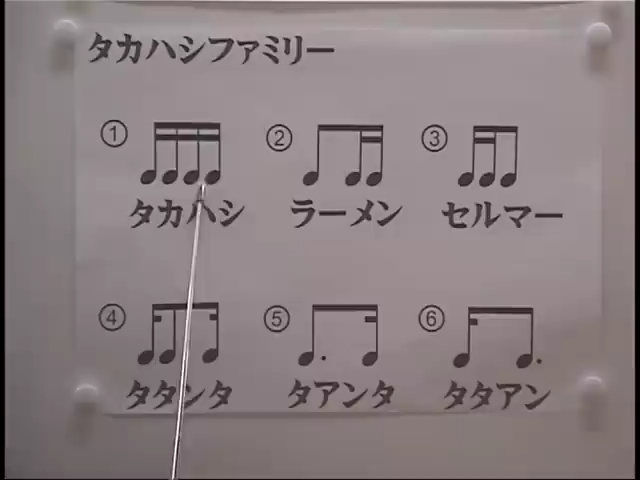 タカハシファミリー
① ② ③
タカハシ ラーメン セルマー
④ ⑤ ⑥
タタンタ タアンタ タタアン